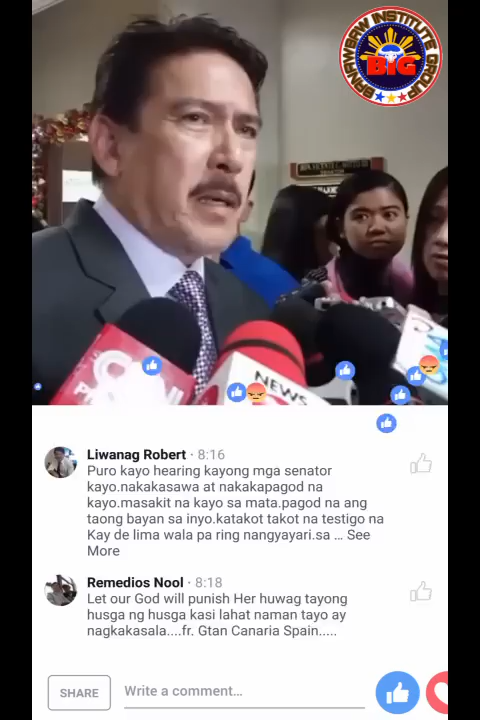 BANAWBAW INSTITUTE GROUP
BIG
NEWS
Liwanag Robert · 8:16
Puro kayo hearing kayong mga senator
kayo.nakakasawa at nakakapagod na
kayo.masakit na kayo sa mata.pagod na ang
taong bayan sa inyo.katakot takot na testigo na
Kay de lima wala pa ring nangyayari.sa … See
More
Remedios Nool · 8:18
Let our God will punish Her huwag tayong
husga ng husga kasi lahat naman tayo ay
nagkakasala....fr. Gtan Canaria Spain.....
SHARE
Write a comment…